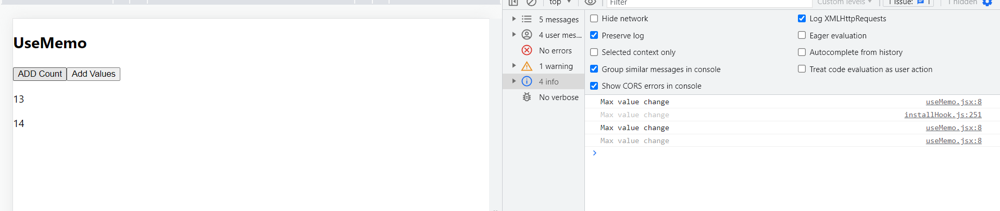 top
Filter
Custom levels
1 Issue: 1
1 hidden
UseMemo
ADD Count
Add Values
13
14
5 messages
4 user mes...
No errors
1 warning
4 info
No verbose
Hide network
Log XMLHttpRequests
Preserve log
Eager evaluation
Selected context only
Autocomplete from history
Group similar messages in console
Treat code evaluation as user action
Show CORS errors in console
Max value change useMemo.jsx:8
Max value change installHook.js:251
Max value change useMemo.jsx:8
Max value change useMemo.jsx:8